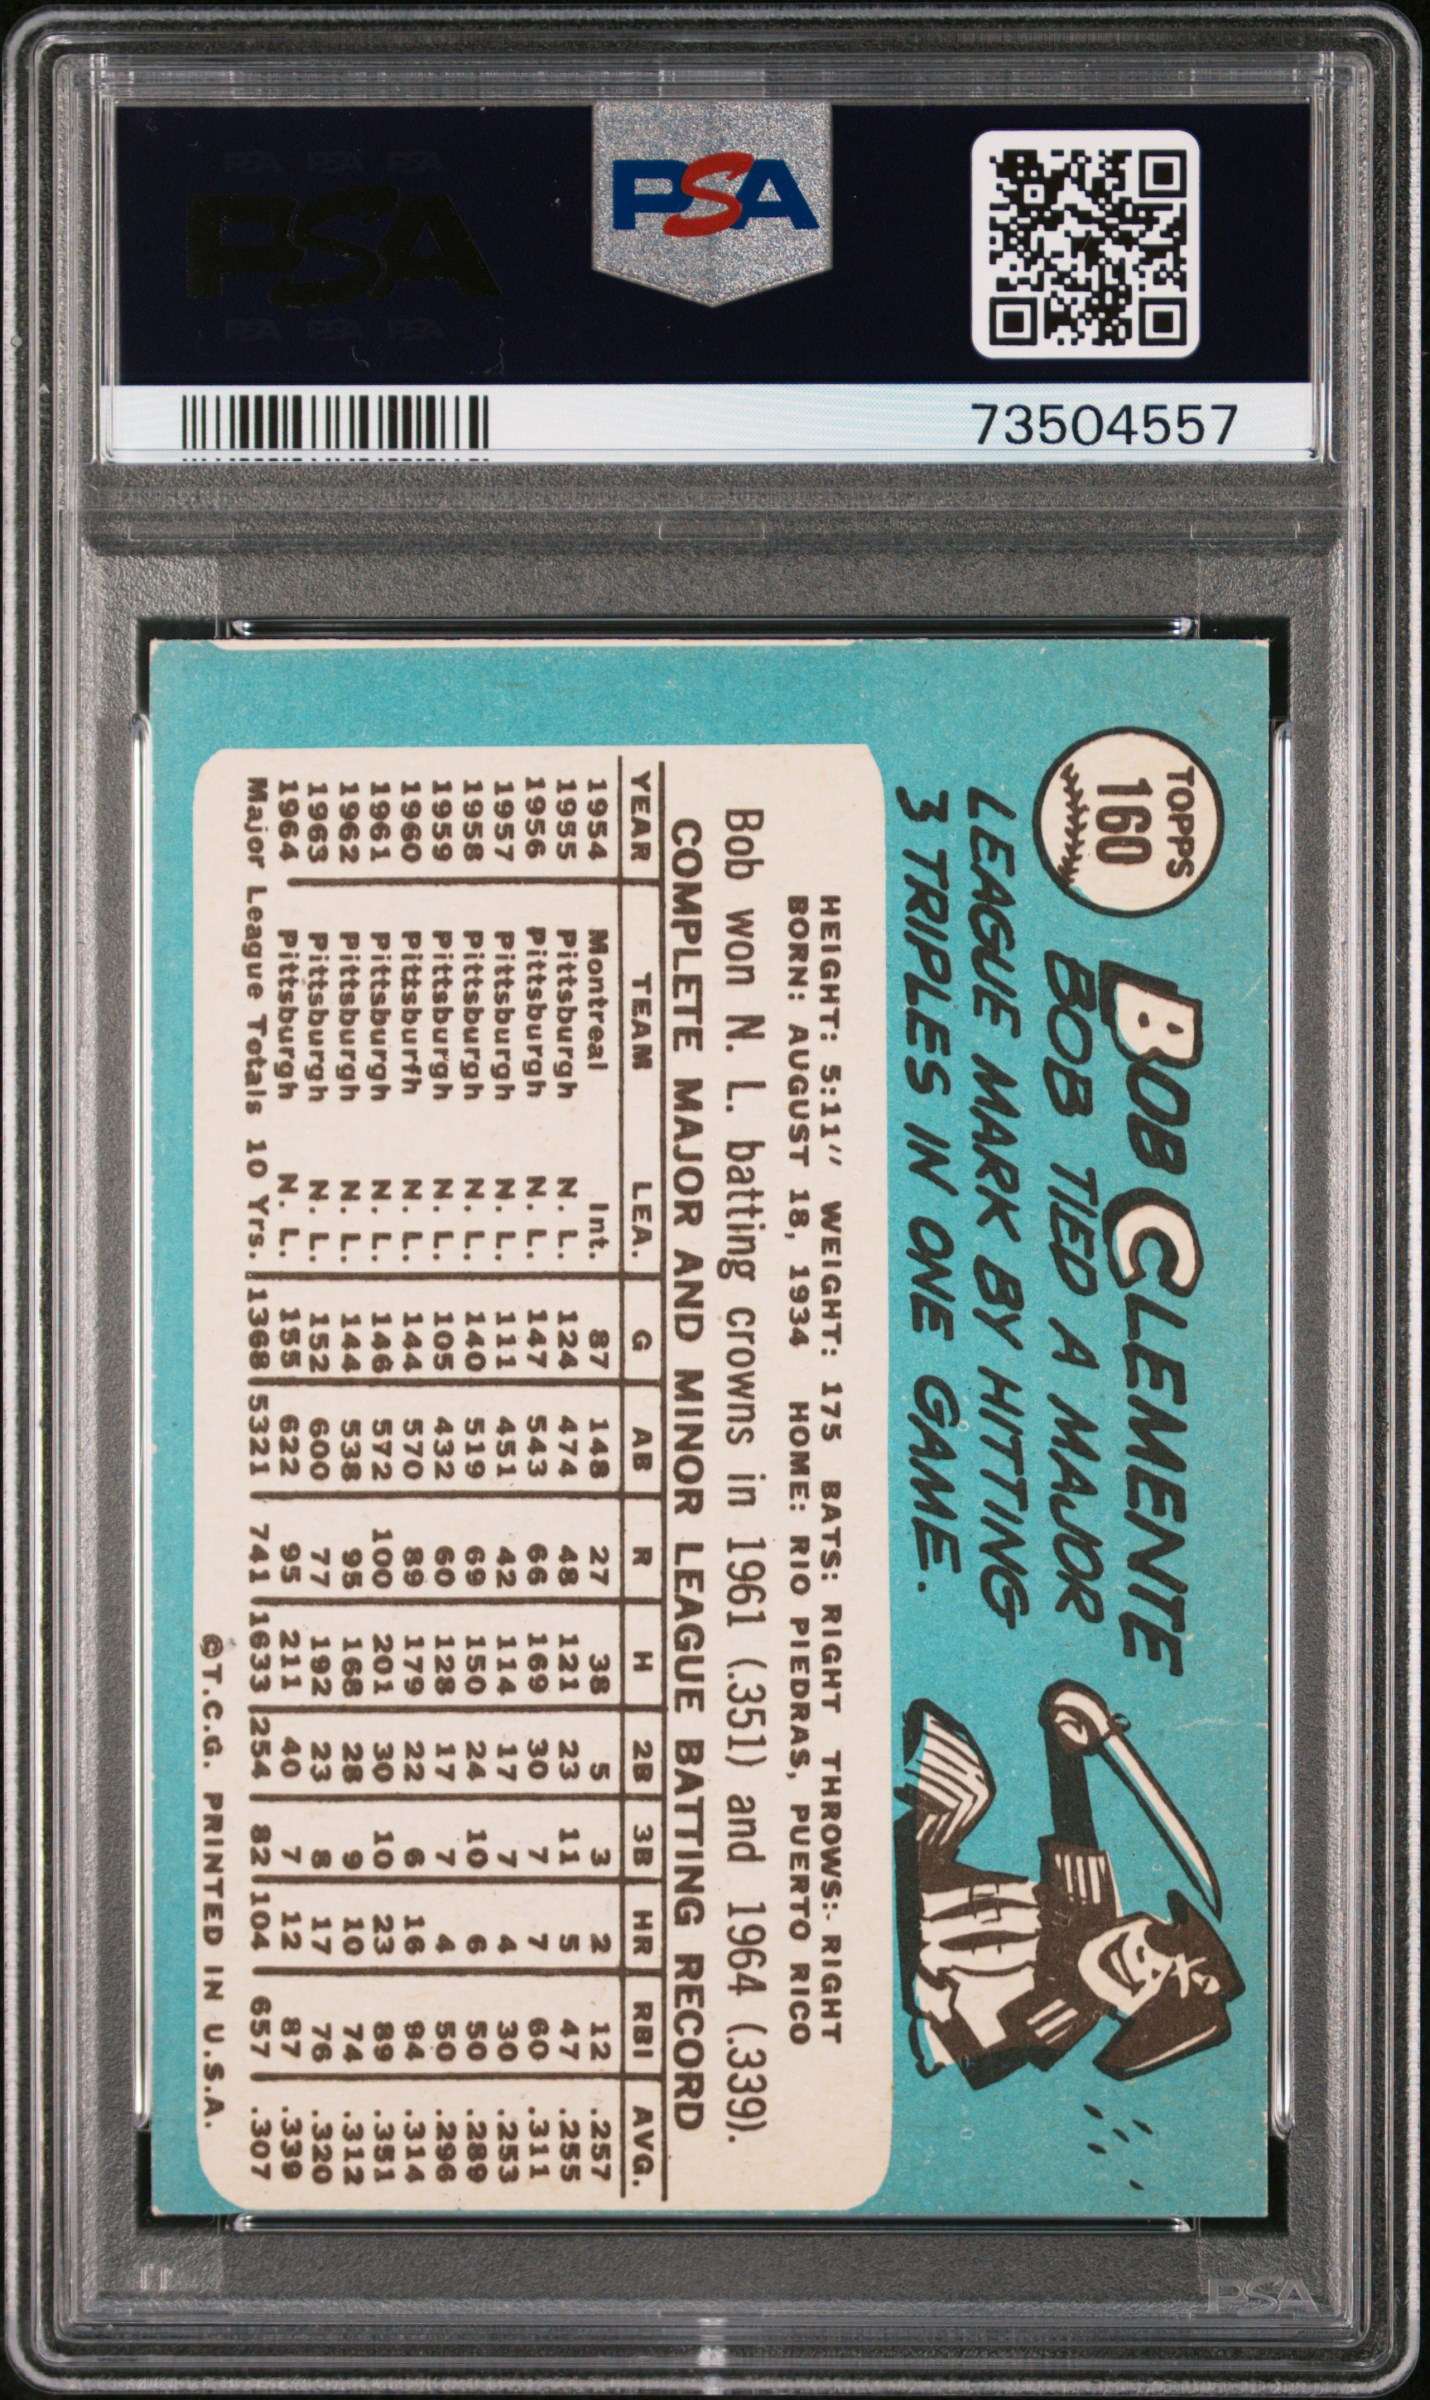 PSA PSA PSA
PSA
PSA PSA PSA
PSA
73504557
TOPPS
160
BOB CLEMENTE
BOB TIED A MAJOR
LEAGUE MARK BY HITTING
3 TRIPLES IN ONE GAME.
HEIGHT: 5:11" WEIGHT: 175 BATS: RIGHT THROWS:- RIGHT
BORN: AUGUST 18, 1934 HOME: RIO PIEDRAS, PUERTO RICO
Bob won N. L. batting crowns in 1961 (.351) and 1964 (.339).
COMPLETE MAJOR AND MINOR LEAGUE BATTING RECORD
YEAR TEAM LEA. G AB R H 2B 3B HR RBI AVG.
1954 Montreal Int. 87 148 27 38 5 3 2 12 .257
1955 Pittsburgh N. L. 124 474 48 121 23 11 5 47 .255
1956 Pittsburgh N. L. 147 543 66 169 30 7 7 60 .311
1957 Pittsburgh N. L. 111 451 42 114 17 7 4 30 .253
1958 Pittsburgh N. L. 140 519 69 150 24 10 6 50 .289
1959 Pittsburgh N. L. 105 432 60 128 17 7 4 50 .296
1960 Pittsburfh N. L. 144 570 89 179 22 6 16 94 .314
1961 Pittsburgh N. L. 146 572 100 201 30 10 23 89 .351
1962 Pittsburgh N. L. 144 538 95 168 28 9 10 74 .312
1963 Pittsburgh N. L. 152 600 77 192 23 8 17 76 .320
1964 Pittsburgh N. L. 155 622 95 211 40 7 12 87 .339
Major League Totals 10 Yrs. 1368 5321 741 1633 254 82 104 657 .307
©T.C.G. PRINTED IN U.S.A.
PSA